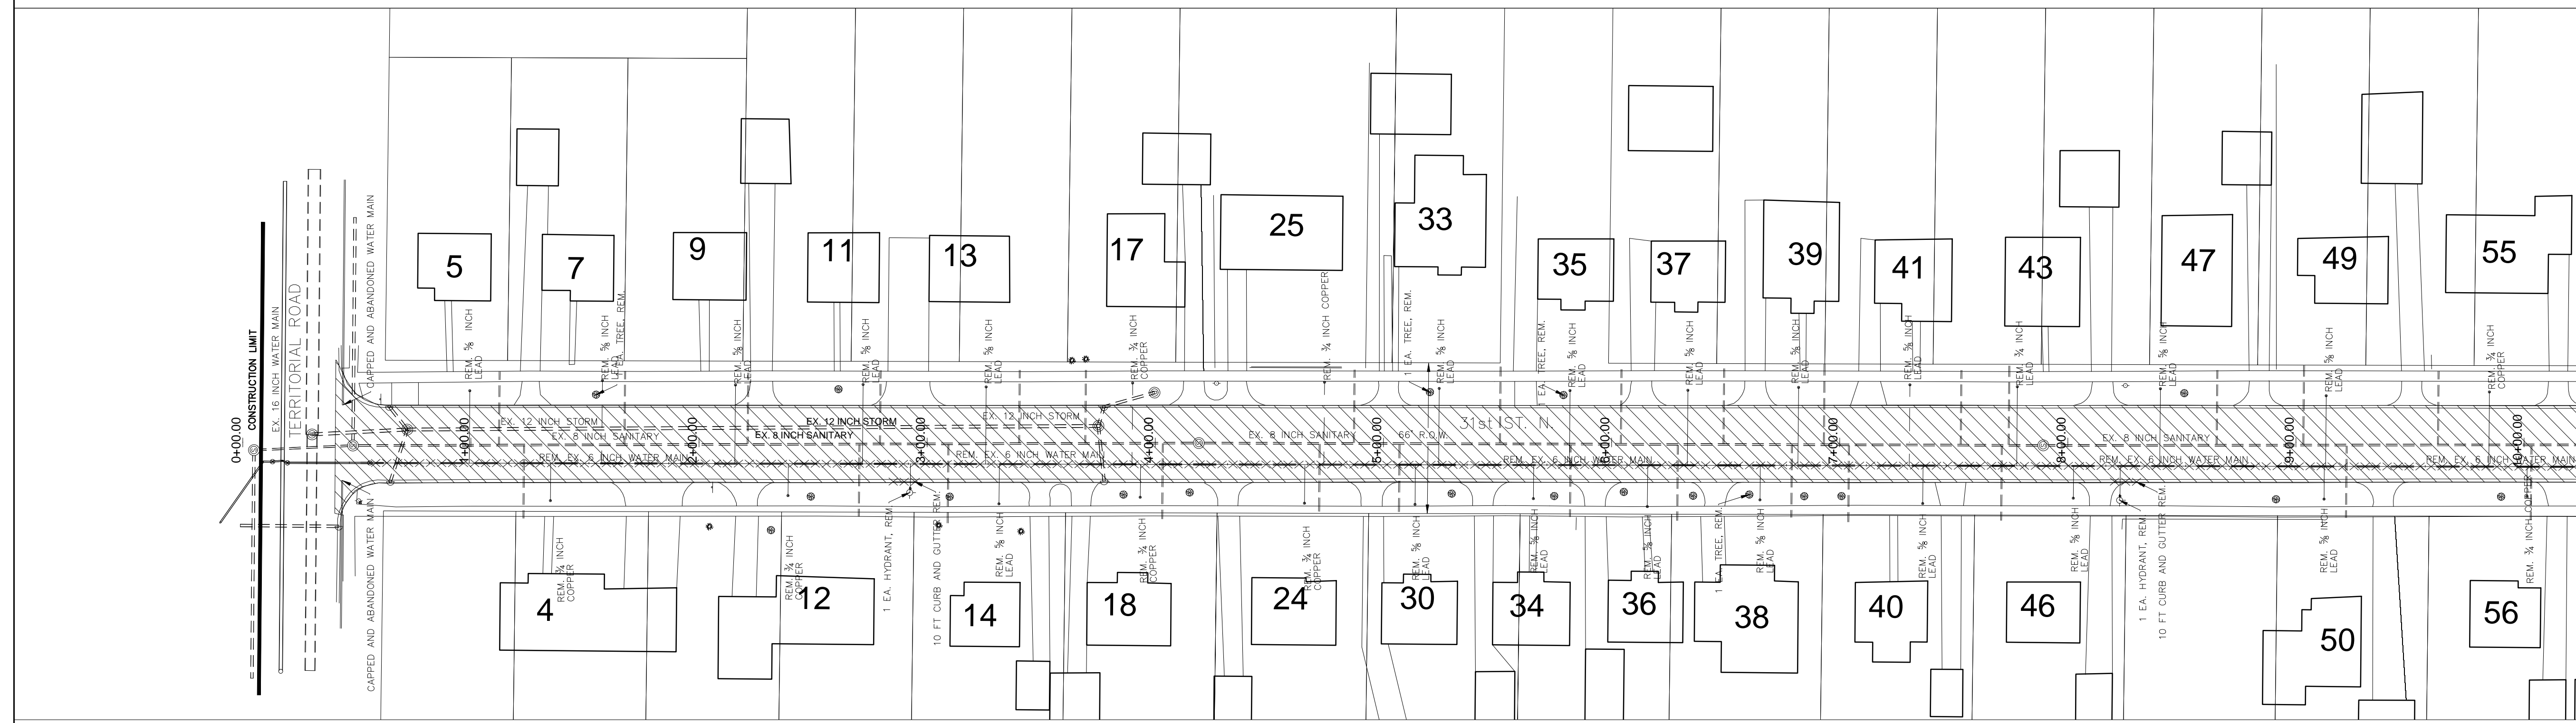 0+00.00
CONSTRUCTION LIMIT
EX. 16 INCH WATER MAIN
TERRITORIAL ROAD
CAPPED AND ABANDONED WATER MAIN
CAPPED AND ABANDONED WATER MAIN
5
7
9
11
13
17
25
33
35
37
39
41
43
47
49
55
REM. ⅝ INCH
LEAD
REM. ⅝ INCH
LEAD
1 EA. TREE, REM.
REM. ⅝ INCH
LEAD
REM. ⅝ INCH
LEAD
REM. ⅝ INCH
LEAD
REM. ¾ INCH
COPPER
REM. ¾ INCH COPPER
1 EA. TREE, REM.
REM. ⅝ INCH
LEAD
1 EA. TREE, REM.
REM. ⅝ INCH
LEAD
REM. ⅝ INCH
LEAD
REM. ⅝ INCH
LEAD
REM. ⅝ INCH
LEAD
REM. ¾ INCH
REM. ⅝ INCH
LEAD
REM. ⅝ INCH
LEAD
REM. ¾ INCH
COPPER
EX. 12 INCH STORM
EX. 12 INCH STORM
EX. 12 INCH STORM
EX. 8 INCH SANITARY
EX. 8 INCH SANITARY
EX. 8 INCH SANITARY
66' R.O.W.
31st ST. N.
EX. 8 INCH SANITARY
1+00.00
2+00.00
3+00.00
4+00.00
5+00.00
6+00.00
7+00.00
8+00.00
9+00.00
10+00.00
REM. EX. 6 INCH WATER MAIN
REM. EX. 6 INCH WATER MAIN
REM. EX. 6 INCH WATER MAIN
REM. EX. 6 INCH WATER MAIN
REM. EX. 6 INCH WATER MAIN
REM. ¾ INCH
COPPER
REM. ¾ INCH
COPPER
1 EA. HYDRANT, REM.
10 FT CURB AND GUTTER REM.
REM. ⅝ INCH
LEAD
REM. ¾ INCH
COPPER
REM. ¾ INCH
COPPER
REM. ⅝ INCH
LEAD
REM. ⅝ INCH
LEAD
REM. ⅝ INCH
LEAD
1 EA. TREE, REM.
REM. ⅝ INCH
LEAD
REM. ⅝ INCH
LEAD
REM. ⅝ INCH
LEAD
1 EA. HYDRANT, REM.
10 FT CURB AND GUTTER REM.
REM. ⅝ INCH
LEAD
REM. ¾ INCH COPPER
4
12
14
18
24
30
34
36
38
40
46
50
56